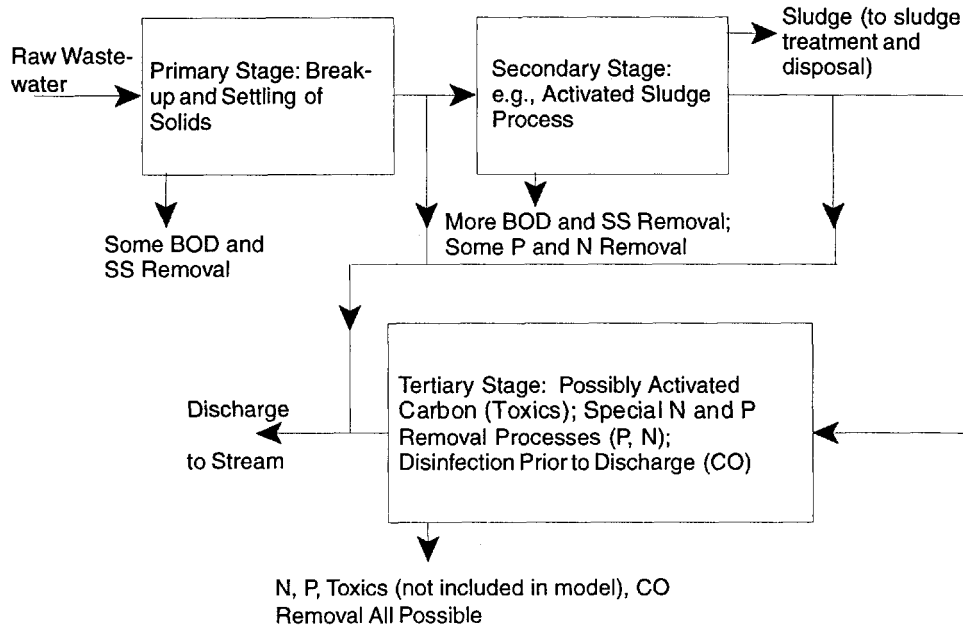 Raw Waste-
water
Primary Stage: Break-
up and Settling of
Solids
Secondary Stage:
e.g., Activated Sludge
Process
Sludge (to sludge
treatment and
disposal)
Some BOD and
SS Removal
More BOD and SS Removal;
Some P and N Removal
Tertiary Stage: Possibly Activated
Carbon (Toxics); Special N and P
Removal Processes (P, N);
Disinfection Prior to Discharge (CO)
Discharge
to Stream
N, P, Toxics (not included in model), CO
Removal All Possible